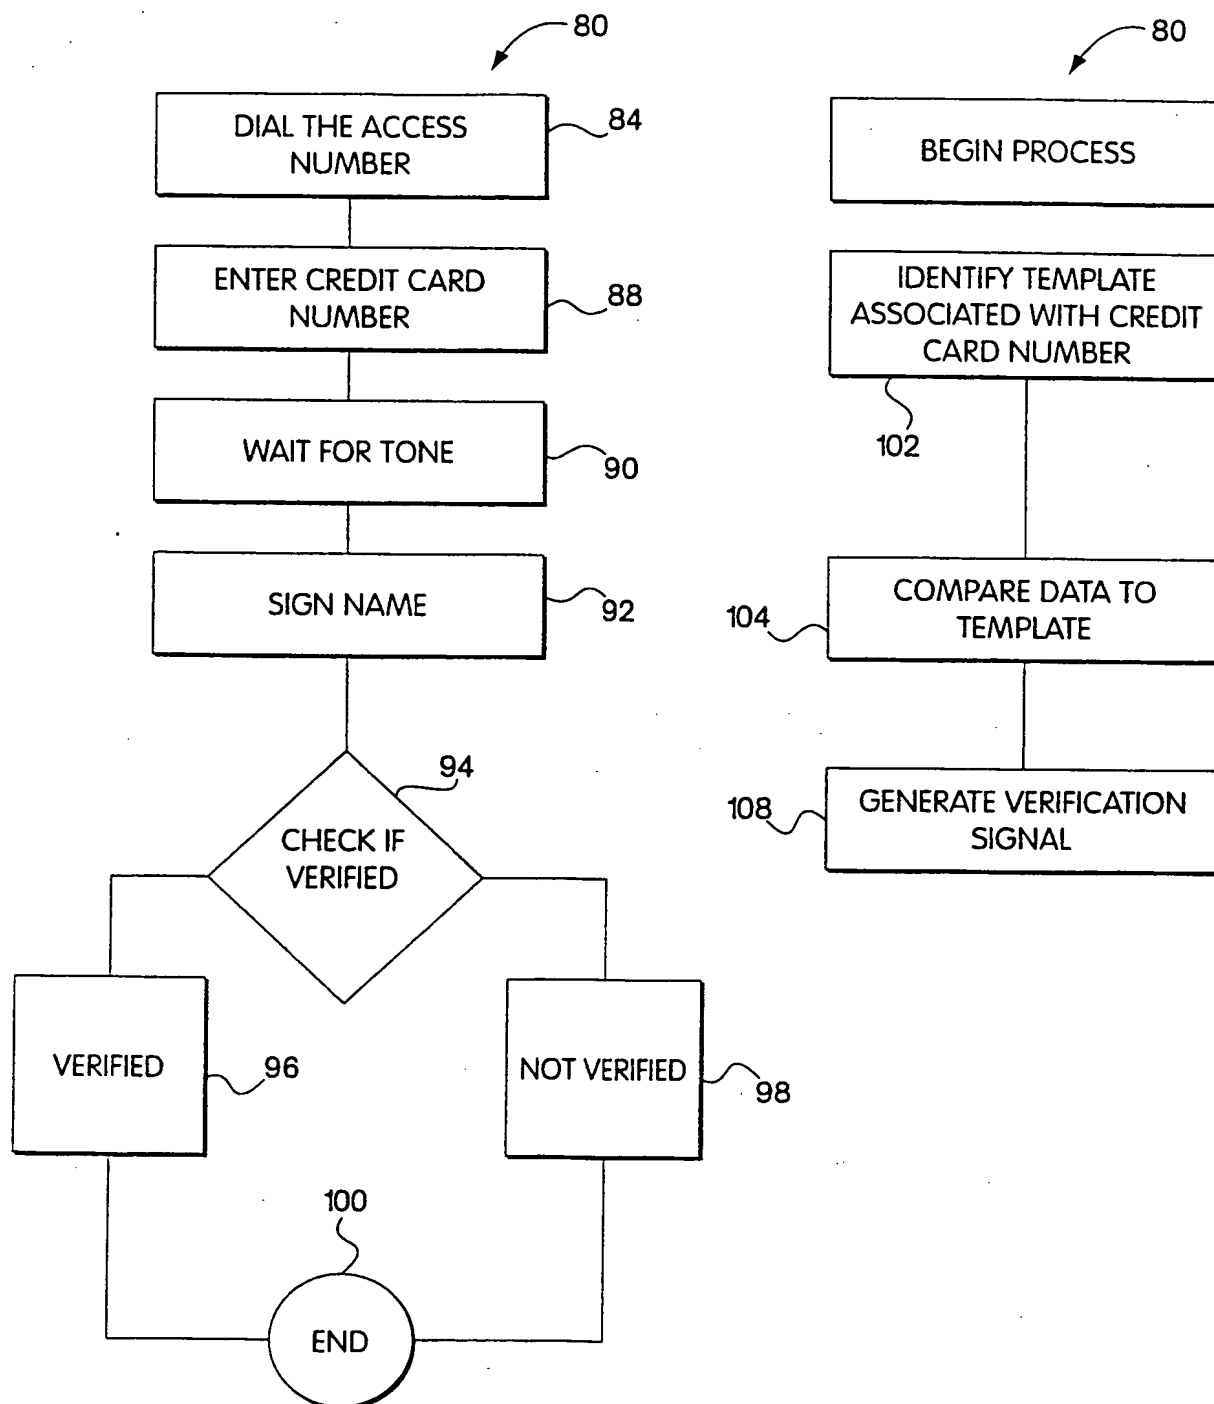 80
DIAL THE ACCESS
NUMBER
84
ENTER CREDIT CARD
NUMBER
88
WAIT FOR TONE
90
SIGN NAME
92
94
CHECK IF
VERIFIED
VERIFIED
96
NOT VERIFIED
98
100
END
80
BEGIN PROCESS
IDENTIFY TEMPLATE
ASSOCIATED WITH CREDIT
CARD NUMBER
102
104
COMPARE DATA TO
TEMPLATE
108
GENERATE VERIFICATION
SIGNAL